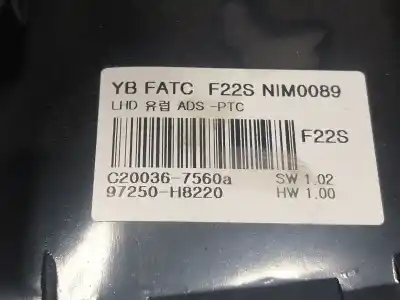 YB FATC F22S NIM0089
LHD 유럽 ADS -PTC
F22S
C20036-7560a SW 1.02
97250-H8220 HW 1.00